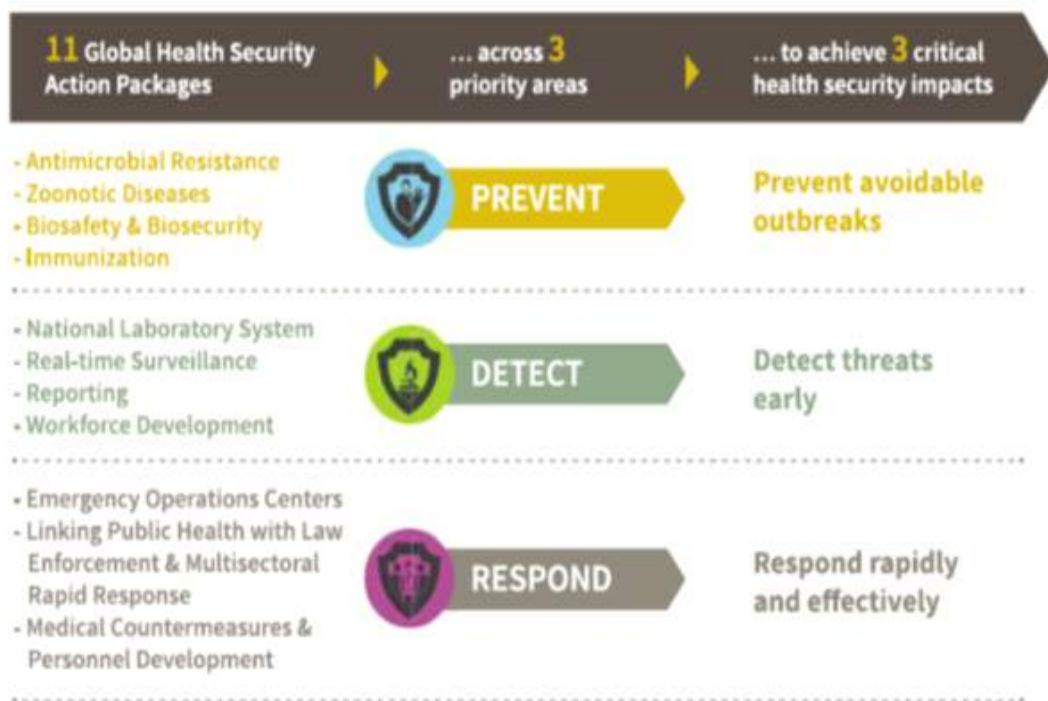 11 Global Health Security
Action Packages
... across 3
priority areas
... to achieve 3 critical
health security impacts
- Antimicrobial Resistance
- Zoonotic Diseases
- Biosafety & Biosecurity
- Immunization
PREVENT
Prevent avoidable
outbreaks
- National Laboratory System
- Real-time Surveillance
- Reporting
- Workforce Development
DETECT
Detect threats
early
- Emergency Operations Centers
- Linking Public Health with Law
Enforcement & Multisectoral
Rapid Response
- Medical Countermeasures &
Personnel Development
RESPOND
Respond rapidly
and effectively